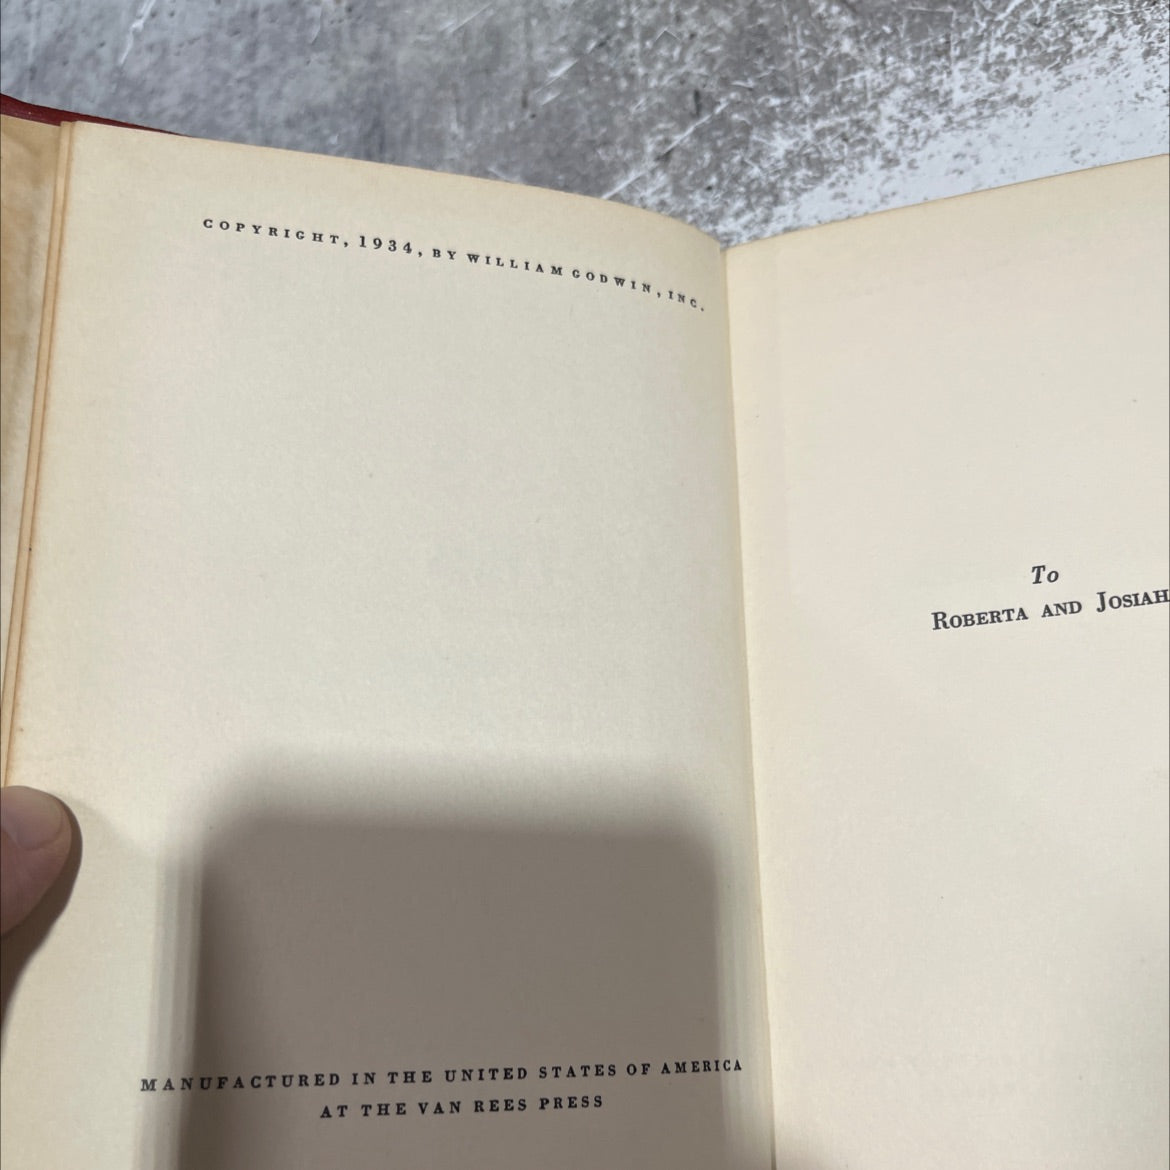 COPYRIGHT, 1934, BY WILLIAM GODWIN, INC.
MANUFACTURED IN THE UNITED STATES OF AMERICA
AT THE VAN REES PRESS
To
ROBERTA AND JOSIAH